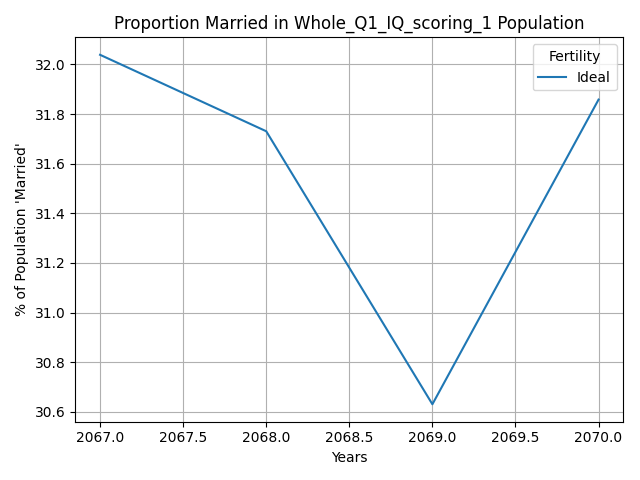 Proportion Married in Whole_Q1_IQ_scoring_1 Population
Fertility
Ideal
32.0
31.8
31.6
31.4
31.2
31.0
30.8
30.6
% of Population 'Married'
2067.0 2067.5 2068.0 2068.5 2069.0 2069.5 2070.0
Years